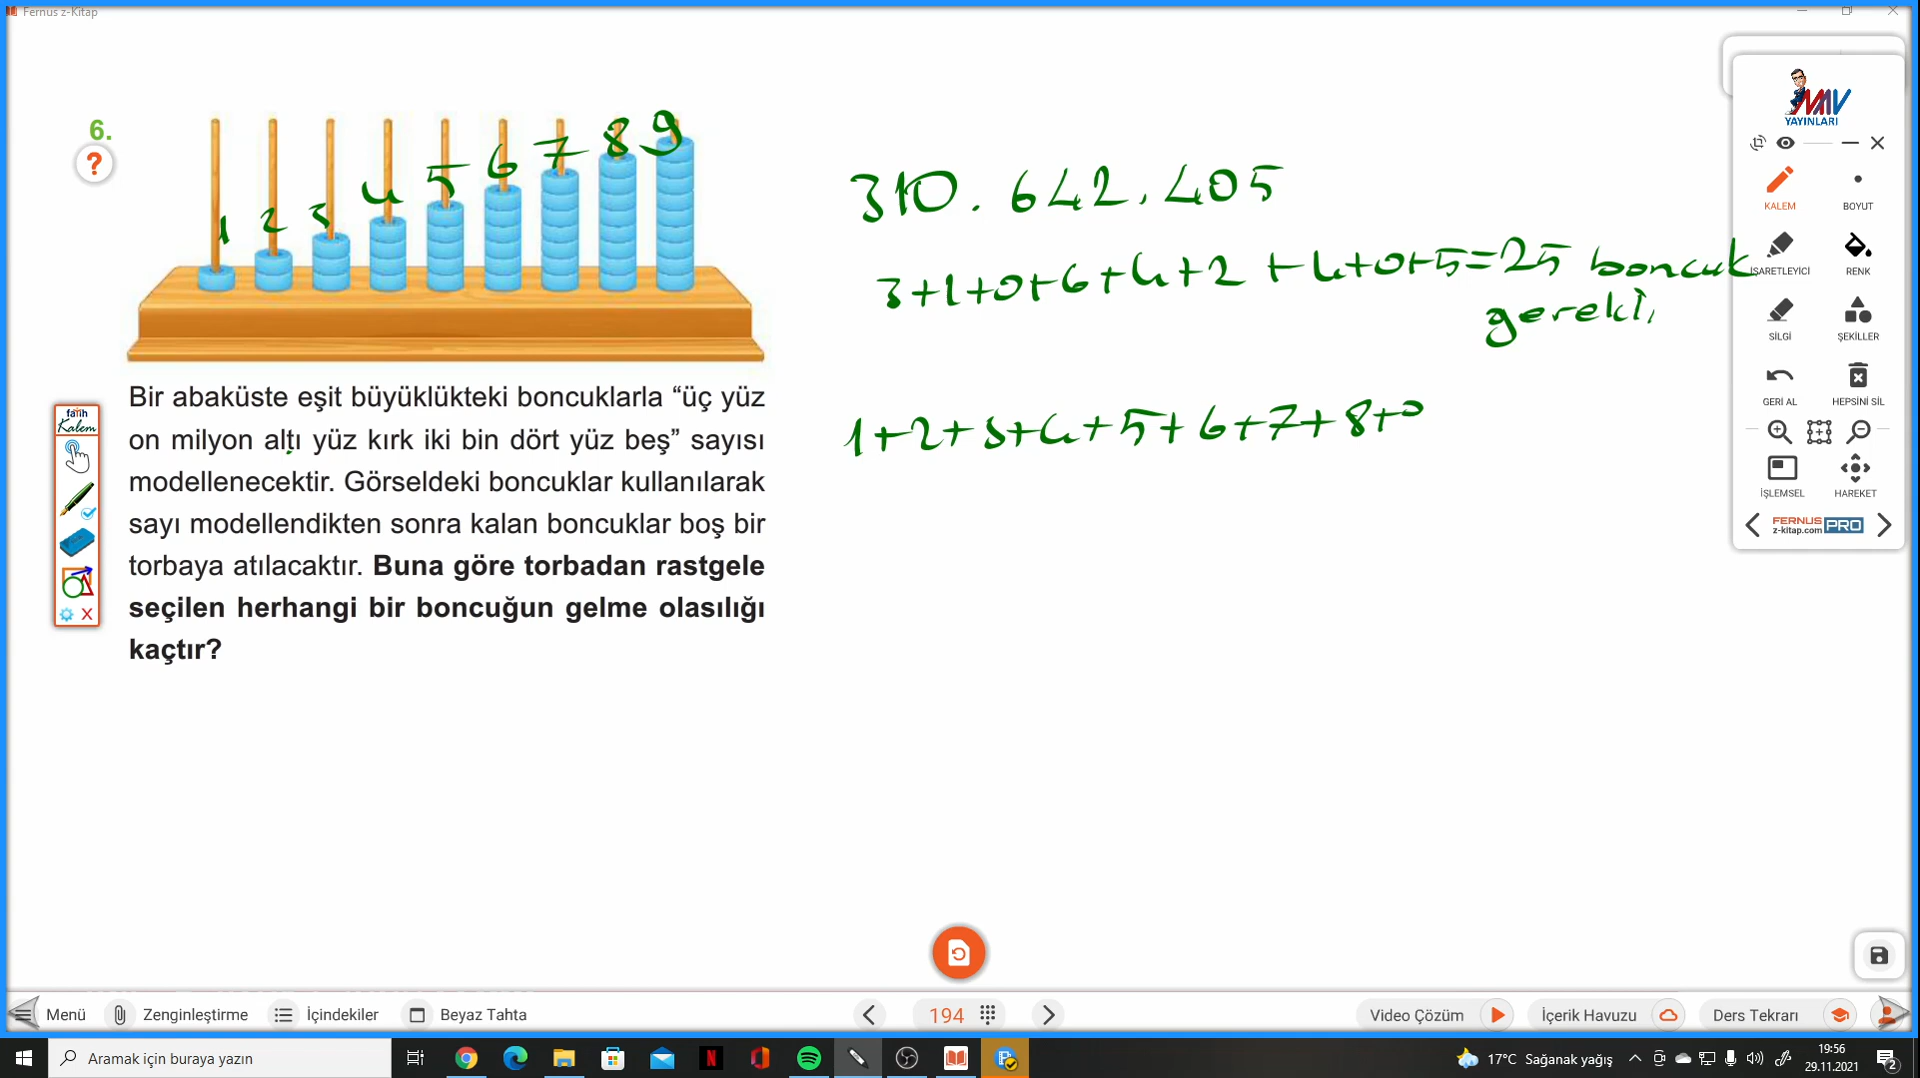 Fernus z-Kitap
6.
?
1 2 3 4 5 6 7 8 9
310.642.405
3+1+0+6+4+2+4+0+5=25 boncuk
gerekli
1+2+3+4+5+6+7+8+9
Bir abaküste eşit büyüklükteki boncuklarla “üç yüz
on milyon altı yüz kırk iki bin dört yüz beş” sayısı
modellenecektir. Görseldeki boncuklar kullanılarak
sayı modellendikten sonra kalan boncuklar boş bir
torbaya atılacaktır. Buna göre torbadan rastgele
seçilen herhangi bir boncuğun gelme olasılığı
kaçtır?
fatih
Kalem
MAV
YAYINLARI
KALEM
BOYUT
İŞARETLEYİCİ
RENK
SİLGİ
ŞEKİLLER
GERİ AL
HEPSİNİ SİL
İŞLEMSEL
HAREKET
FERNUS PRO
z-kitap.com
Menü
Zenginleştirme
İçindekiler
Beyaz Tahta
194
Video Çözüm
İçerik Havuzu
Ders Tekrarı
Aramak için buraya yazın
17°C Sağanak yağış
19:56
29.11.2021
2